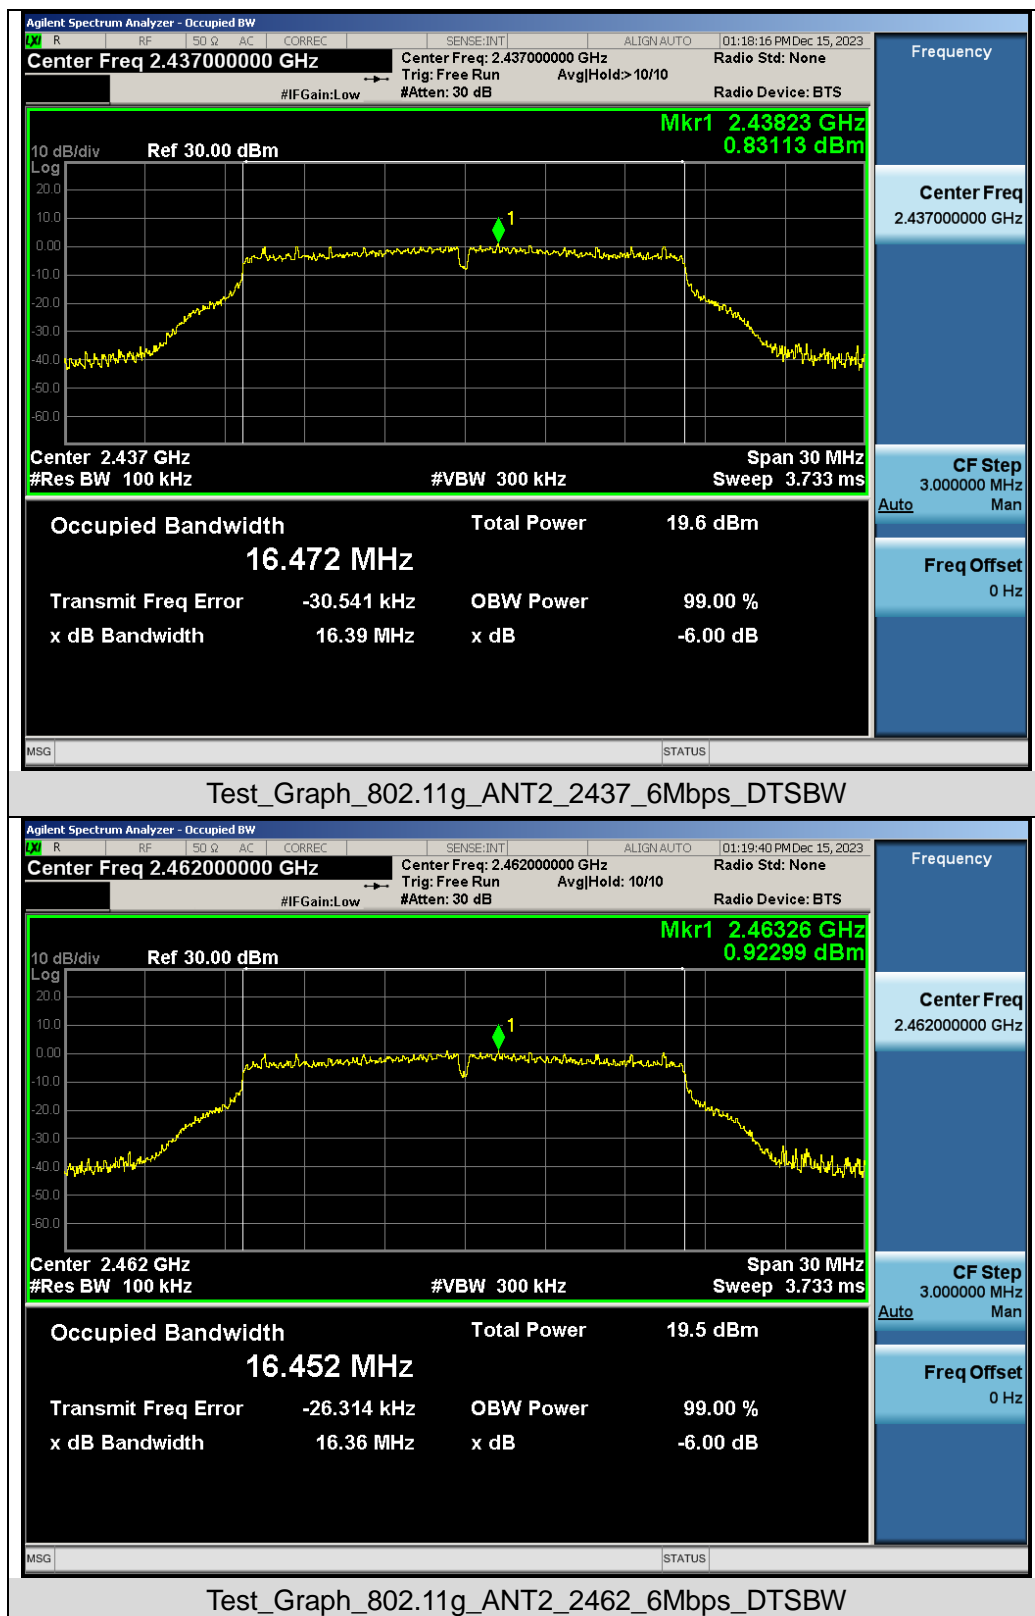 Agilent Spectrum Analyzer - Occupied BW
LXI R RF 50 Ω AC CORREC SENSE:INT ALIGN AUTO 01:18:16 PM Dec 15, 2023
Center Freq 2.437000000 GHz
Center Freq: 2.437000000 GHz Radio Std: None
Trig: Free Run Avg|Hold:>10/10
#IFGain:Low #Atten: 30 dB Radio Device: BTS
Frequency
Mkr1 2.43823 GHz
0.83113 dBm
10 dB/div Ref 30.00 dBm
Log
20.0
10.0
0.00
-10.0
-20.0
-30.0
-40.0
-50.0
-60.0
1
Center Freq
2.437000000 GHz
Center 2.437 GHz Span 30 MHz
#Res BW 100 kHz #VBW 300 kHz Sweep 3.733 ms
CF Step
3.000000 MHz
Auto Man
Occupied Bandwidth Total Power 19.6 dBm
16.472 MHz
Freq Offset
0 Hz
Transmit Freq Error -30.541 kHz OBW Power 99.00 %
x dB Bandwidth 16.39 MHz x dB -6.00 dB
MSG STATUS
Test_Graph_802.11g_ANT2_2437_6Mbps_DTSBW
Agilent Spectrum Analyzer - Occupied BW
LXI R RF 50 Ω AC CORREC SENSE:INT ALIGN AUTO 01:19:40 PM Dec 15, 2023
Center Freq 2.462000000 GHz
Center Freq: 2.462000000 GHz Radio Std: None
Trig: Free Run Avg|Hold: 10/10
#IFGain:Low #Atten: 30 dB Radio Device: BTS
Frequency
Mkr1 2.46326 GHz
0.92299 dBm
10 dB/div Ref 30.00 dBm
Log
20.0
10.0
0.00
-10.0
-20.0
-30.0
-40.0
-50.0
-60.0
1
Center Freq
2.462000000 GHz
Center 2.462 GHz Span 30 MHz
#Res BW 100 kHz #VBW 300 kHz Sweep 3.733 ms
CF Step
3.000000 MHz
Auto Man
Occupied Bandwidth Total Power 19.5 dBm
16.452 MHz
Freq Offset
0 Hz
Transmit Freq Error -26.314 kHz OBW Power 99.00 %
x dB Bandwidth 16.36 MHz x dB -6.00 dB
MSG STATUS
Test_Graph_802.11g_ANT2_2462_6Mbps_DTSBW